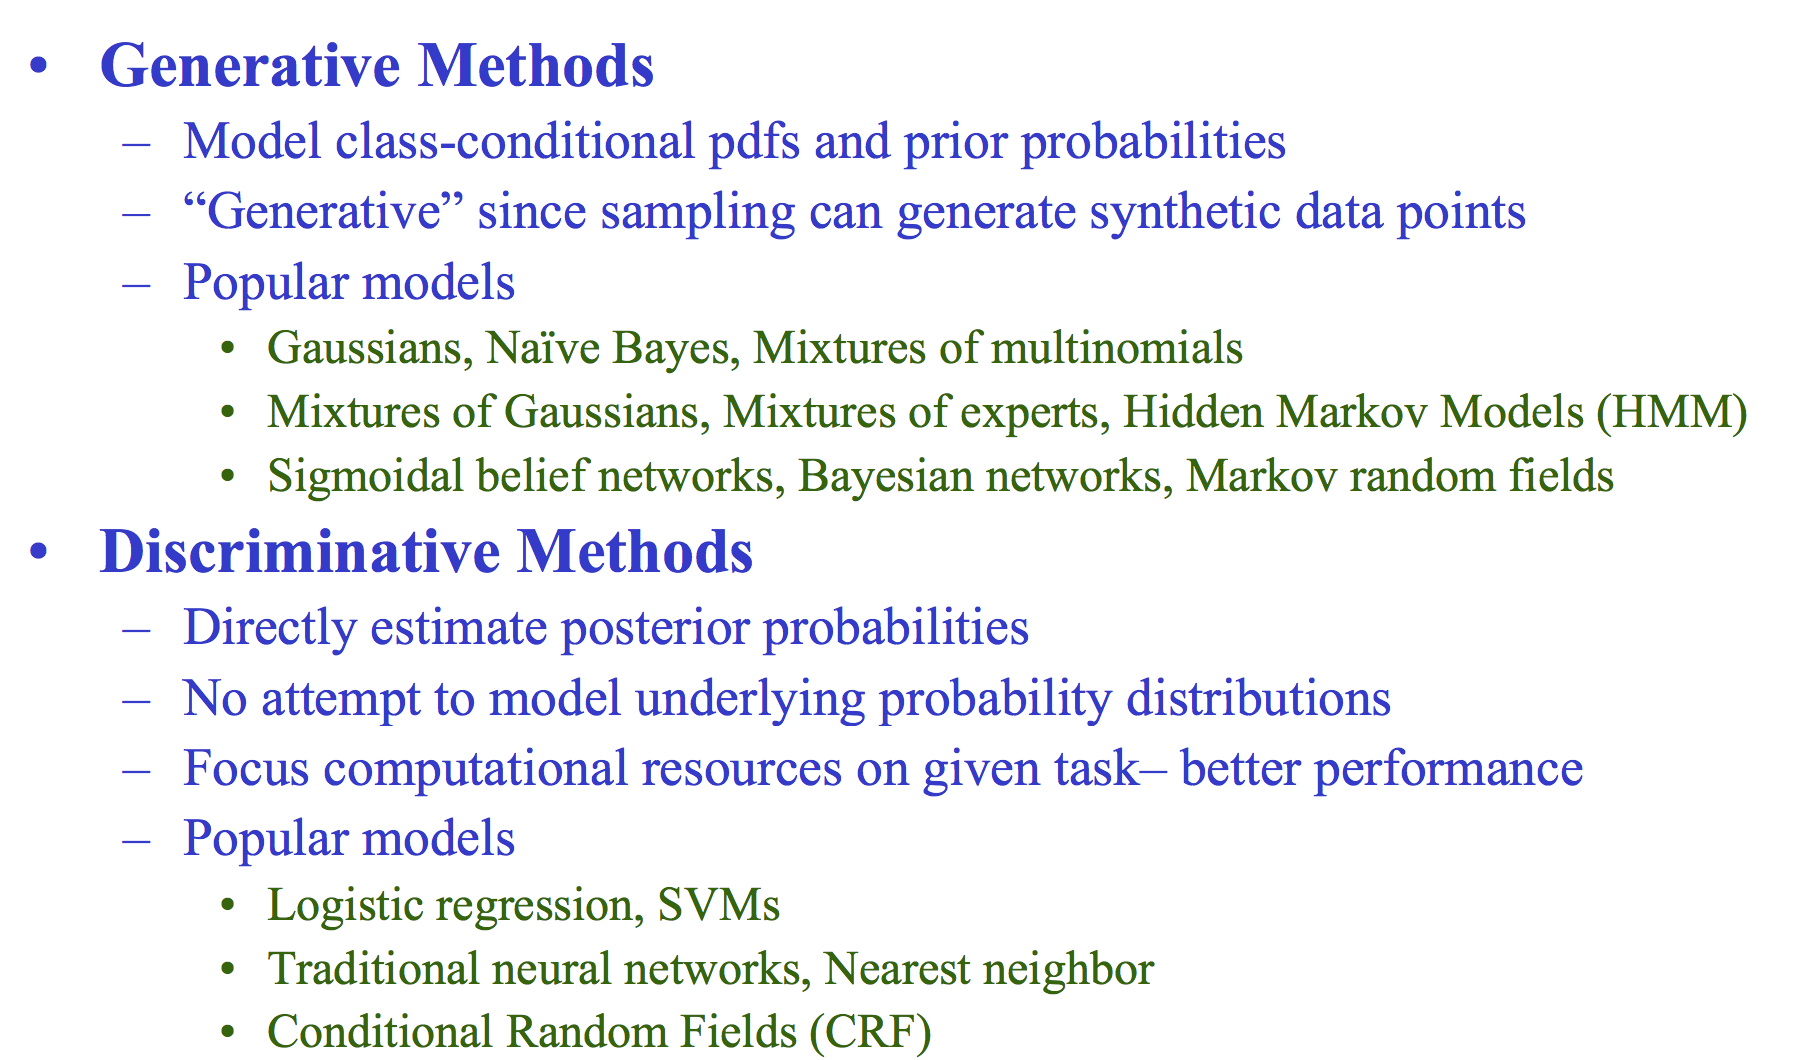 • Generative Methods
– Model class-conditional pdfs and prior probabilities
– “Generative” since sampling can generate synthetic data points
– Popular models
• Gaussians, Naïve Bayes, Mixtures of multinomials
• Mixtures of Gaussians, Mixtures of experts, Hidden Markov Models (HMM)
• Sigmoidal belief networks, Bayesian networks, Markov random fields
• Discriminative Methods
– Directly estimate posterior probabilities
– No attempt to model underlying probability distributions
– Focus computational resources on given task– better performance
– Popular models
• Logistic regression, SVMs
• Traditional neural networks, Nearest neighbor
• Conditional Random Fields (CRF)